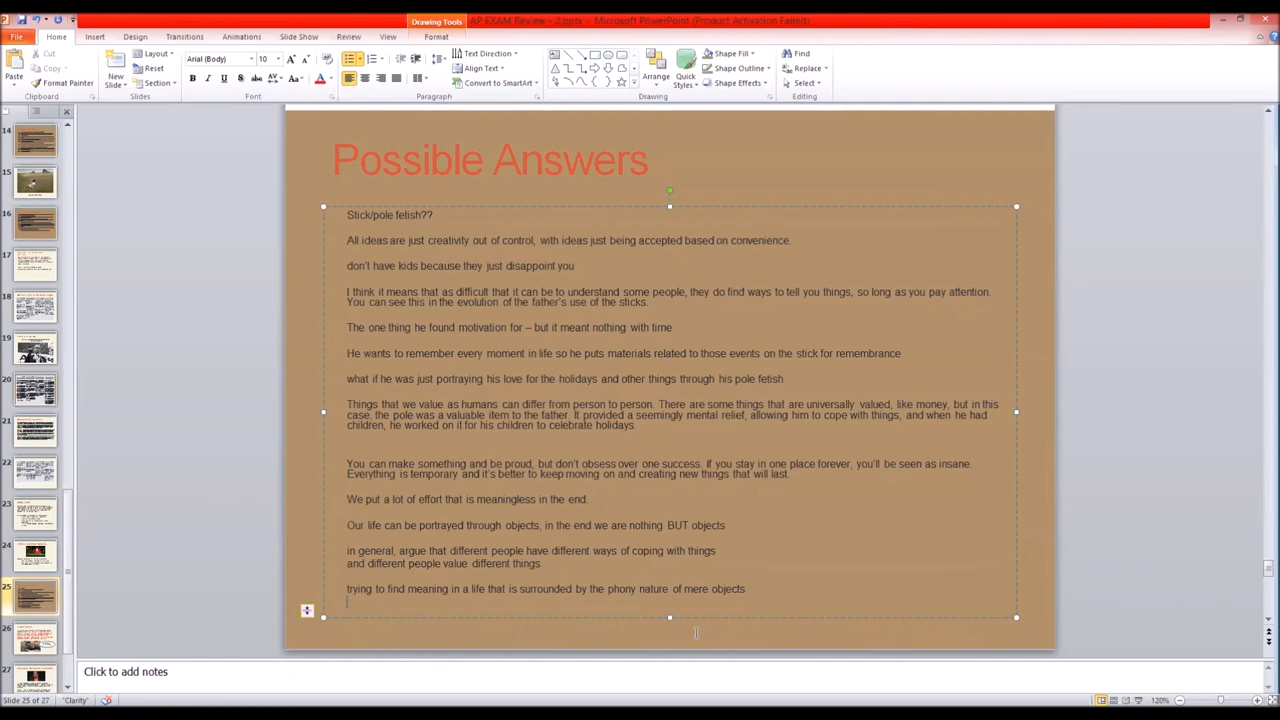 Drawing Tools
AP EXAM Review - 2.pptx - Microsoft PowerPoint (Product Activation Failed)
File Home Insert Design Transitions Animations Slide Show Review View Format
Cut
Copy
Format Painter
Paste
Clipboard
New Slide
Layout
Reset
Section
Slides
Arial (Body) 10
Font
Text Direction
Align Text
Convert to SmartArt
Paragraph
Arrange
Quick Styles
Shape Fill
Shape Outline
Shape Effects
Drawing
Find
Replace
Select
Editing
14
15
16
17
18
19
20
21
22
23
24
25
26
27
Possible Answers
Stick/pole fetish??
All ideas are just creativity out of control, with ideas just being accepted based on convenience.
don't have kids because they just disappoint you
I think it means that as difficult that it can be to understand some people, they do find ways to tell you things, so long as you pay attention.
You can see this in the evolution of the father's use of the sticks.
The one thing he found motivation for – but it meant nothing with time
He wants to remember every moment in life so he puts materials related to those events on the stick for remembrance
what if he was just portraying his love for the holidays and other things through his pole fetish
Things that we value as humans can differ from person to person. There are some things that are universally valued, like money, but in this
case, the pole was a valuable item to the father. It provided a seemingly mental relief, allowing him to cope with things, and when he had
children, he worked on it for his children to celebrate holidays.
You can make something and be proud, but don't obsess over one success. If you stay in one place forever, you'll be seen as insane.
Everything is temporary and it's better to keep moving on and creating new things that will last.
We put a lot of effort that is meaningless in the end.
Our life can be portrayed through objects, in the end we are nothing BUT objects
in general, argue that different people have different ways of coping with things
and different people value different things
trying to find meaning in a life that is surrounded by the phony nature of mere objects
Click to add notes
Slide 25 of 27 "Clarity" 120%